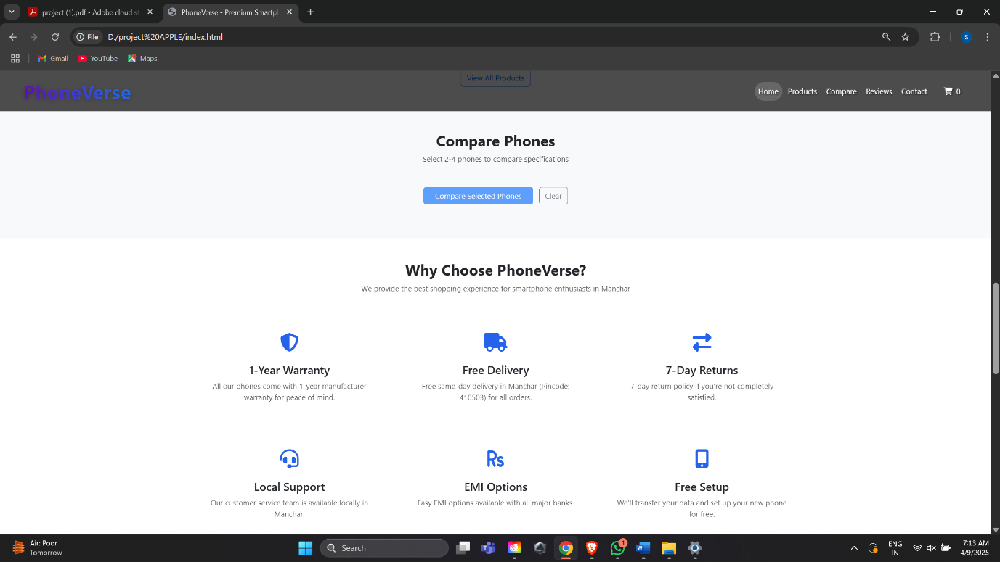 project (1).pdf - Adobe cloud st
PhoneVerse - Premium Smartpl
File
D:/project%20APPLE/index.html
S
Gmail
YouTube
Maps
View All Products
PhoneVerse
Home
Products
Compare
Reviews
Contact
0
Compare Phones
Select 2-4 phones to compare specifications
Compare Selected Phones
Clear
Why Choose PhoneVerse?
We provide the best shopping experience for smartphone enthusiasts in Manchar
1-Year Warranty
All our phones come with 1-year manufacturer
warranty for peace of mind.
Free Delivery
Free same-day delivery in Manchar (Pincode:
410503) for all orders.
7-Day Returns
7-day return policy if you're not completely
satisfied.
Local Support
Our customer service team is available locally in
Manchar.
Rs
EMI Options
Easy EMI options available with all major banks.
Free Setup
We'll transfer your data and set up your new phone
for free.
Air: Poor
Tomorrow
Search
1
ENG
IN
7:13 AM
4/9/2025